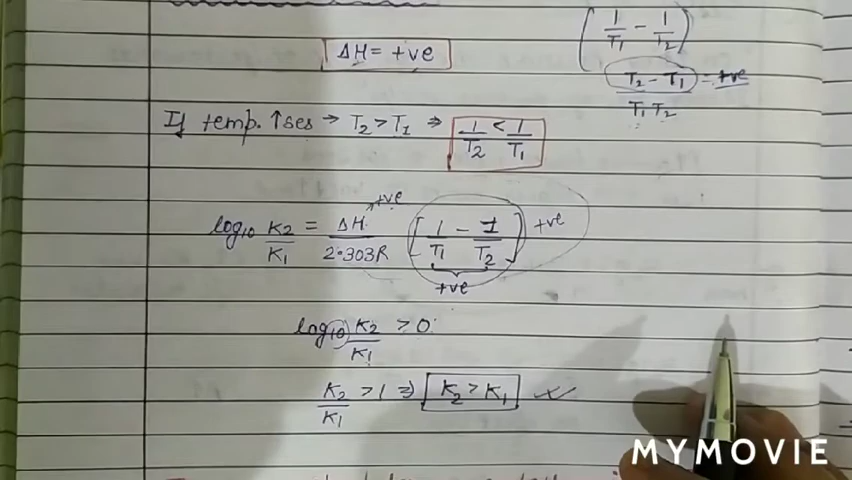 (1/T₁ - 1/T₂)
ΔH = +ve
T₂ - T₁ / T₁T₂ = +ve
If temp. ↑ses → T₂ > T₁ ⇒ 1/T₂ < 1/T₁
+ve
log₁₀ K₂/K₁ = ΔH/2.303R [1/T₁ - 1/T₂] +ve
+ve
log₁₀ K₂/K₁ > 0
K₂/K₁ > 1 ⇒ K₂ > K₁
MYMOVIE